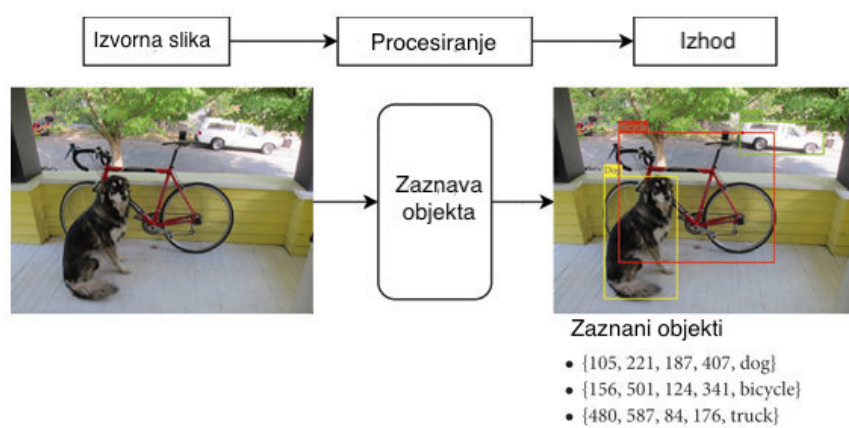 Izvorna slika
Procesiranje
Izhod
Zaznava
objekta
Dog
Zaznani objekti
• {105, 221, 187, 407, dog}
• {156, 501, 124, 341, bicycle}
• {480, 587, 84, 176, truck}